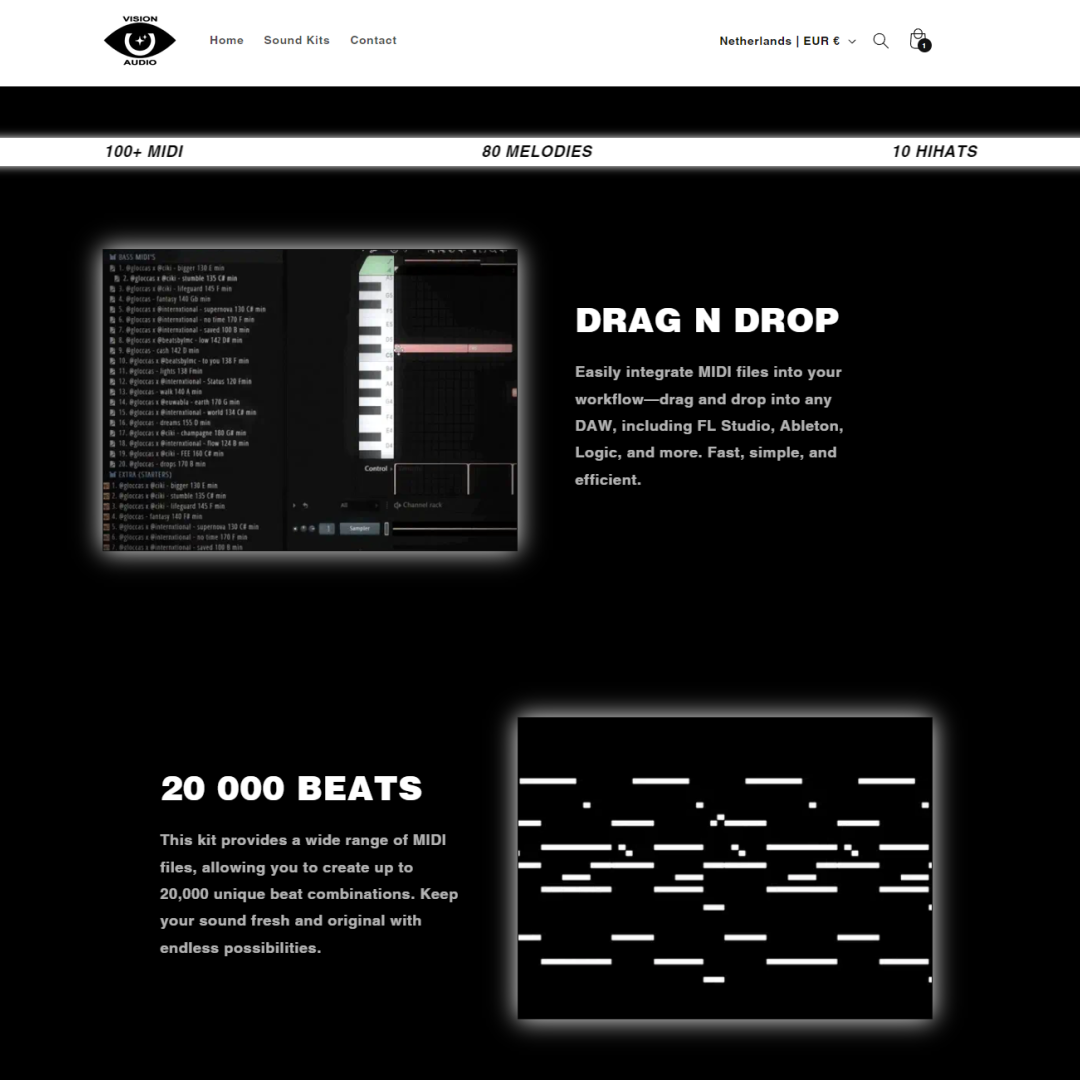 VISION
AUDIO
Home Sound Kits Contact
Netherlands | EUR €
1
100+ MIDI 80 MELODIES 10 HIHATS
BASS MIDI'S
1. @gloccas x @ciki - bigger 130 E min
2. @gloccas x @ciki - stumble 135 C# min
3. @gloccas x @ciki - lifeguard 145 F min
4. @gloccas - fantasy 140 Gb min
5. @gloccas x @international - supernova 130 C# min
6. @gloccas x @international - no time 170 F min
7. @gloccas x @international - saved 100 B min
8. @gloccas x @beatsbylmc - low 142 D# min
9. @gloccas - cash 142 D min
10. @gloccas x @beatsbylmc - to you 138 F min
11. @gloccas - lights 138 Fmin
12. @gloccas x @international - Status 120 Fmin
13. @gloccas - walk 140 A min
14. @gloccas x @euwabla - earth 170 G min
15. @gloccas x @international - world 134 C# min
16. @gloccas - dreams 155 D min
17. @gloccas x @ciki - champagne 180 G# min
18. @gloccas x @international - flow 124 B min
19. @gloccas x @ciki - FEE 160 C# min
20. @gloccas - drops 170 B min
EXTRA (STARTERS)
1. @gloccas x @ciki - bigger 130 E min
2. @gloccas x @ciki - stumble 135 C# min
3. @gloccas x @ciki - lifeguard 145 F min
4. @gloccas - fantasy 140 F# min
5. @gloccas x @international - supernova 130 C# min
6. @gloccas x @international - no time 170 F min
7. @gloccas x @international - saved 100 B min
Control
All
Channel rack
1 Sampler
DRAG N DROP
Easily integrate MIDI files into your
workflow—drag and drop into any
DAW, including FL Studio, Ableton,
Logic, and more. Fast, simple, and
efficient.
20 000 BEATS
This kit provides a wide range of MIDI
files, allowing you to create up to
20,000 unique beat combinations. Keep
your sound fresh and original with
endless possibilities.